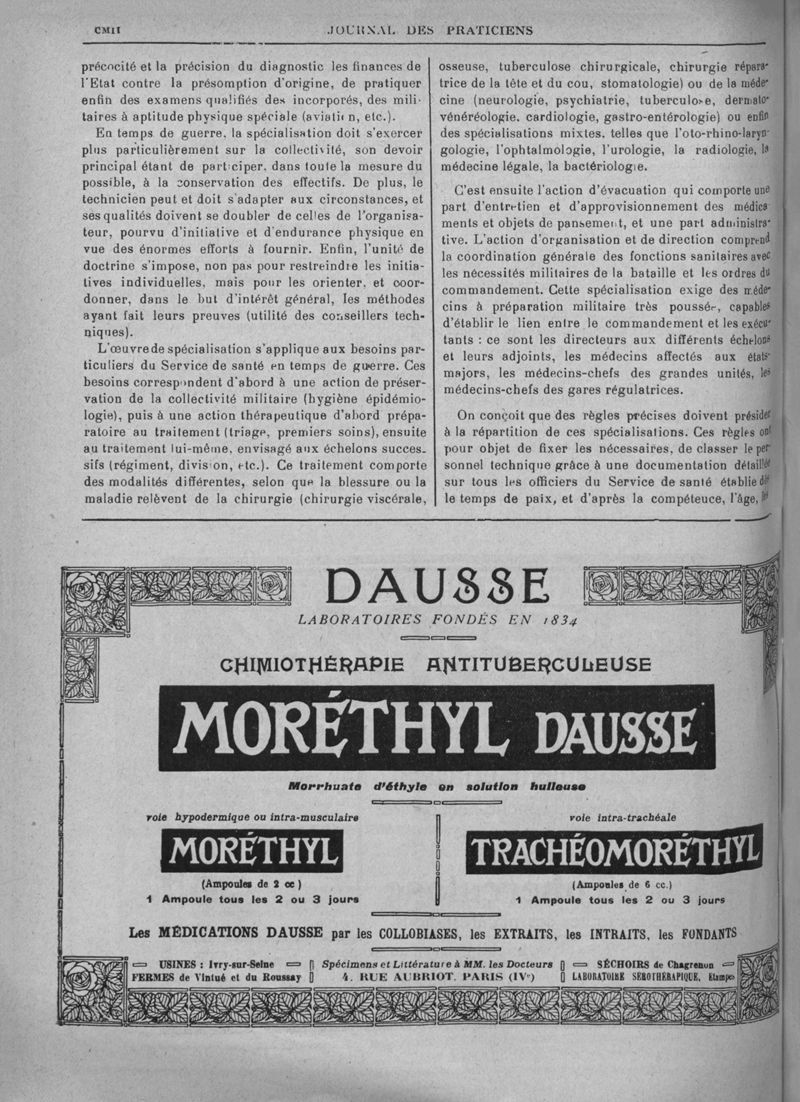 CMII
JOURNAL DES PRATICIENS
précocité et la précision du diagnostic les finances de
l'Etat contre la présomption d'origine, de pratiquer
enfin des examens qualifiés des incorporés, des mili-
taires à aptitude physique spéciale (aviation, etc.).
En temps de guerre, la spécialisation doit s'exercer
plus particulièrement sur la collectivité, son devoir
principal étant de participer, dans toute la mesure du
possible, à la conservation des effectifs. De plus, le
technicien peut et doit s'adapter aux circonstances, et
ses qualités doivent se doubler de celles de l'organisa-
teur, pourvu d'initiative et d'endurance physique en
vue des énormes efforts à fournir. Enfin, l'unité de
doctrine s'impose, non pas pour restreindre les initia-
tives individuelles, mais pour les orienter, et coor-
donner, dans le but d'intérêt général, les méthodes
ayant fait leurs preuves (utilité des conseillers tech-
niques).
L'œuvre de spécialisation s'applique aux besoins par-
ticuliers du Service de santé en temps de guerre. Ces
besoins correspondent d'abord à une action de préser-
vation de la collectivité militaire (hygiène épidémio-
logie), puis à une action thérapeutique d'abord prépa-
ratoire au traitement (triage, premiers soins), ensuite
au traitement lui-même, envisagé aux échelons succes-
sifs (régiment, division, etc.). Ce traitement comporte
des modalités différentes, selon que la blessure ou la
maladie relèvent de la chirurgie (chirurgie viscérale,
osseuse, tuberculose chirurgicale, chirurgie répara-
trice de la tête et du cou, stomatologie) ou de la méde-
cine (neurologie, psychiatrie, tuberculose, dermato-
vénéréologie, cardiologie, gastro-entérologie) ou enfin
des spécialisations mixtes, telles que l'oto-rhino-laryn-
gologie, l'ophtalmologie, l'urologie, la radiologie, la
médecine légale, la bactériologie.
C'est ensuite l'action d'évacuation qui comporte une
part d'entretien et d'approvisionnement des médica
ments et objets de pansement, et une part administra-
tive. L'action d'organisation et de direction comprend
la coordination générale des fonctions sanitaires avec
les nécessités militaires de la bataille et les ordres du
commandement. Cette spécialisation exige des méde-
cins à préparation militaire très poussée, capables
d'établir le lien entre le commandement et les exécu-
tants : ce sont les directeurs aux différents échelons
et leurs adjoints, les médecins affectés aux états-
majors, les médecins-chefs des grandes unités, les
médecins-chefs des gares régulatrices.
On conçoit que des règles précises doivent présider
à la répartition de ces spécialisations. Ces règles ont
pour objet de fixer les nécessaires, de classer le per
sonnel technique grâce à une documentation détaillée
sur tous les officiers du Service de santé établie dès
le temps de paix, et d'après la compéteuce, l'âge, les
DAUSSE
LABORATOIRES FONDÉS EN 1834
CHIMIOTHÉRAPIE ANTITUBERCULEUSE
MORÉTHYL DAUSSE
Morrhuate d'éthyle en solution huileuse
voie hypodermique ou intra-musculaire
MORÉTHYL
(Ampoules de 2 cc)
1 Ampoule tous les 2 ou 3 jours
voie intra-trachéale
TRACHÉOMORÉTHYL
(Ampoules de 6 cc.)
1 Ampoule tous les 2 ou 3 jours
Les MÉDICATIONS DAUSSE par les COLLOBIASES, les EXTRAITS, les INTRAITS, les FONDANTS
USINES : Ivry-sur-Seine
FERMES de Vintué et du Roussay
Spécimens et Littérature à MM. les Docteurs
4, RUE AUBRIOT, PARIS (IVe)
SÉCHOIRS de Chagrenon
LABORATOIRE SEROTHÉRAPIQUE, Etampes